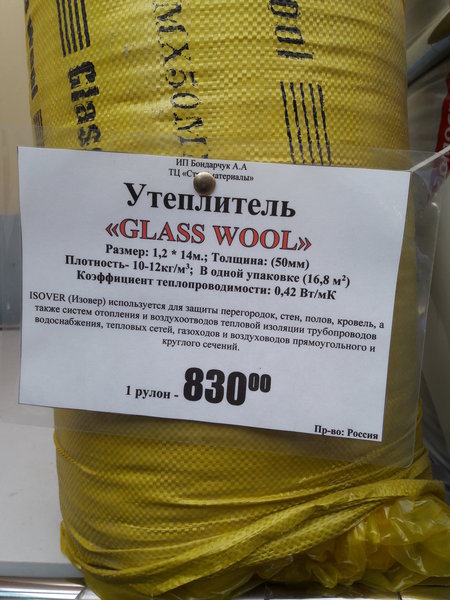 Glass
MX50M
ool
ИП Бондарчук А.А
ТЦ «Стройматериалы»
Утеплитель
«GLASS WOOL»
Размер: 1,2 * 14м.; Толщина: (50мм)
Плотность- 10-12кг/м³; В одной упаковке (16,8 м²)
Коэффициент теплопроводимости: 0,42 Вт/мК
ISOVER (Изовер) используется для защиты перегородок, стен, полов, кровель, а
также систем отопления и воздухоотводов тепловой изоляции трубопроводов
водоснабжения, тепловых сетей, газоходов и воздуховодов прямоугольного и
круглого сечений.
1 рулон - 830⁰⁰
Пр-во: Россия